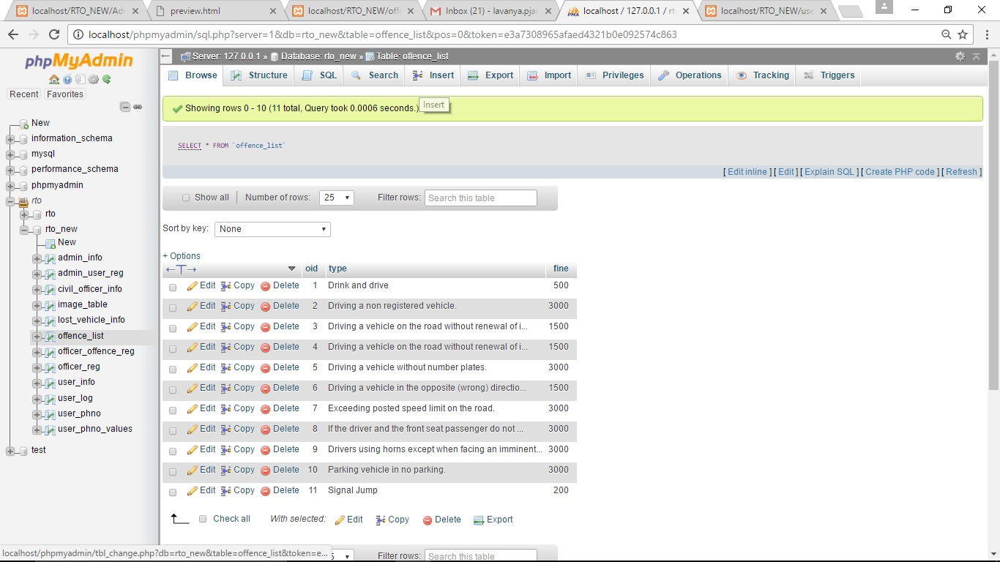 localhost/RTO_NEW/Ad
preview.html
localhost/RTO_NEW/off
Inbox (21) - lavanya.pjai
localhost / 127.0.0.1 / rt
localhost/RTO_NEW/use
localhost/phpmyadmin/sql.php?server=1&db=rto_new&table=offence_list&pos=0&token=e3a7308965afaed4321b0e092574c863
phpMyAdmin
Recent Favorites
New
information_schema
mysql
performance_schema
phpmyadmin
rto
rto
rto_new
New
admin_info
admin_user_reg
civil_officer_info
image_table
lost_vehicle_info
offence_list
officer_offence_reg
officer_reg
user_info
user_log
user_phno
user_phno_values
test
Server: 127.0.0.1 » Database: rto_new » Table: offence_list
Browse Structure SQL Search Insert Export Import Privileges Operations Tracking Triggers
Showing rows 0 - 10 (11 total, Query took 0.0006 seconds.)
Insert
SELECT * FROM `offence_list`
[ Edit inline ] [ Edit ] [ Explain SQL ] [ Create PHP code ] [ Refresh ]
Show all Number of rows: 25 Filter rows: Search this table
Sort by key: None
+ Options
←T→ oid type fine
Edit Copy Delete 1 Drink and drive 500
Edit Copy Delete 2 Driving a non registered vehicle. 3000
Edit Copy Delete 3 Driving a vehicle on the road without renewal of i... 1500
Edit Copy Delete 4 Driving a vehicle on the road without renewal of i... 1500
Edit Copy Delete 5 Driving a vehicle without number plates. 3000
Edit Copy Delete 6 Driving a vehicle in the opposite (wrong) directio... 1500
Edit Copy Delete 7 Exceeding posted speed limit on the road. 3000
Edit Copy Delete 8 If the driver and the front seat passenger do not ... 3000
Edit Copy Delete 9 Drivers using horns except when facing an imminent... 3000
Edit Copy Delete 10 Parking vehicle in no parking. 3000
Edit Copy Delete 11 Signal Jump 200
Check all With selected: Edit Copy Delete Export
localhost/phpmyadmin/tbl_change.php?db=rto_new&table=offence_list&token=e...
5 Filter rows: Search this table